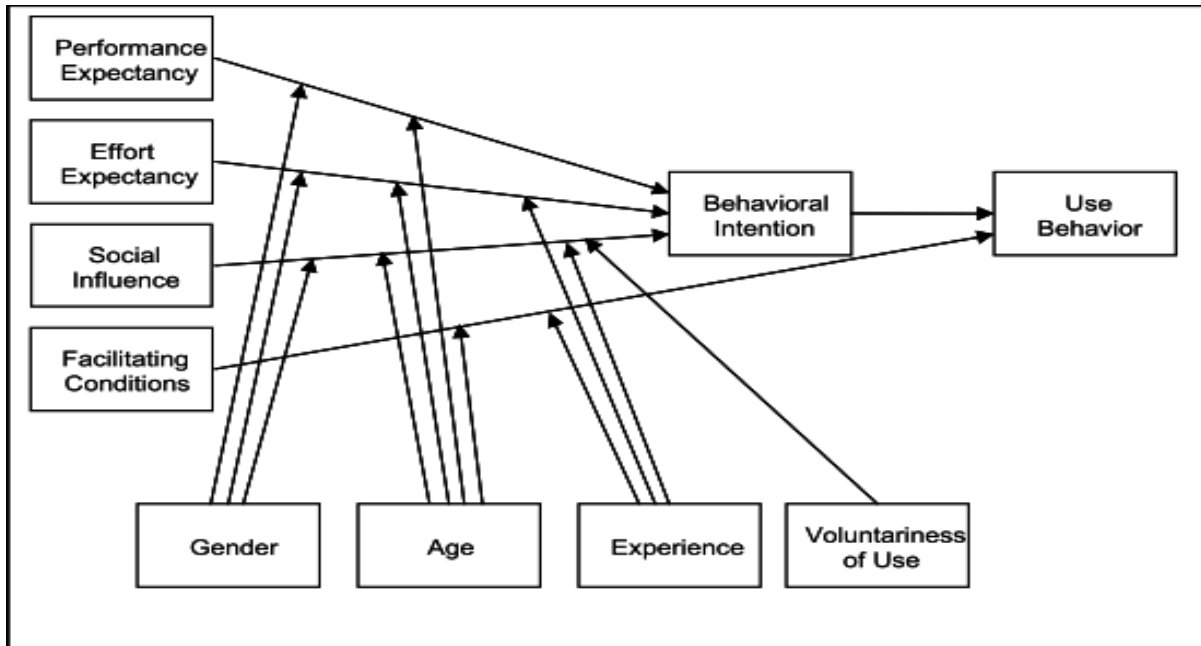 Performance
Expectancy
Effort
Expectancy
Social
Influence
Facilitating
Conditions
Behavioral
Intention
Use
Behavior
Gender
Age
Experience
Voluntariness
of Use